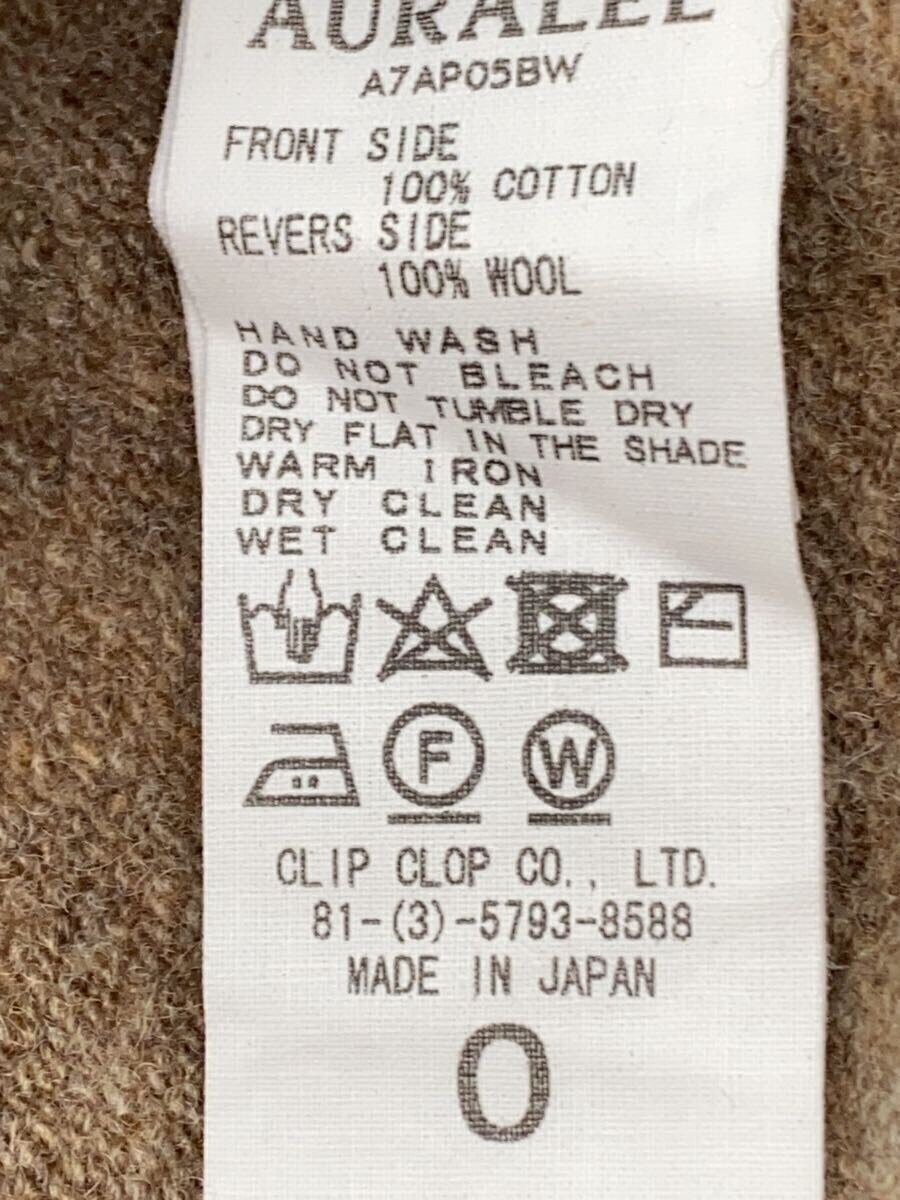 AURALEE
A7AP05BW
FRONT SIDE
100% COTTON
REVERS SIDE
100% WOOL
HAND WASH
DO NOT BLEACH
DO NOT TUMBLE DRY
DRY FLAT IN THE SHADE
WARM IRON
DRY CLEAN
WET CLEAN
F W
CLIP CLOP CO., LTD.
81-(3)-5793-8588
MADE IN JAPAN
0